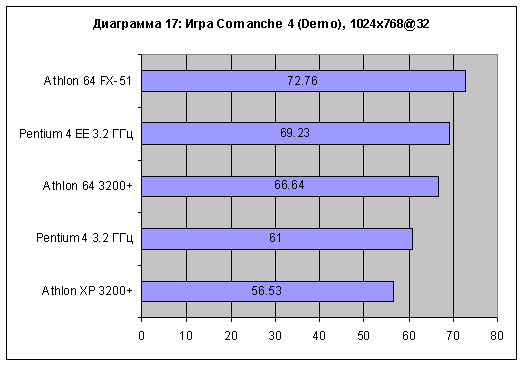 Диаграмма 17: Игра Comanche 4 (Demo), 1024x768@32
Athlon 64 FX-51
72.76
Pentium 4 EE 3.2 ГГц
69.23
Athlon 64 3200+
66.64
Pentium 4 3.2 ГГц
61
Athlon XP 3200+
56.53
0 10 20 30 40 50 60 70 80